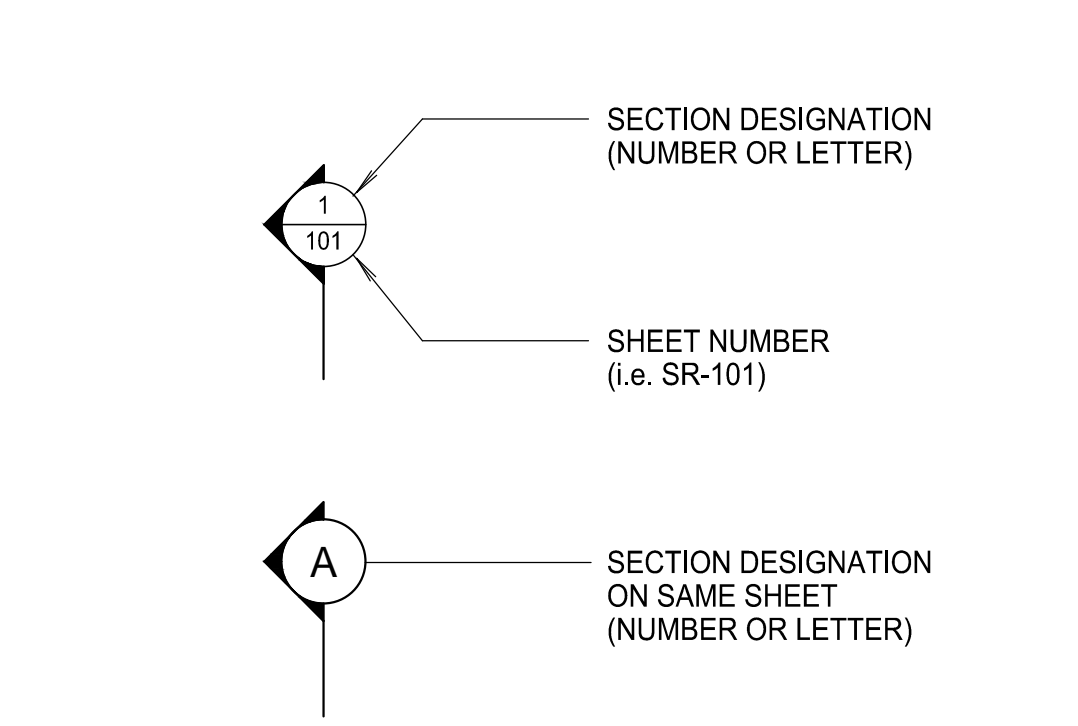 SECTION DESIGNATION
(NUMBER OR LETTER)
1
101
SHEET NUMBER
(i.e. SR-101)
A
SECTION DESIGNATION
ON SAME SHEET
(NUMBER OR LETTER)